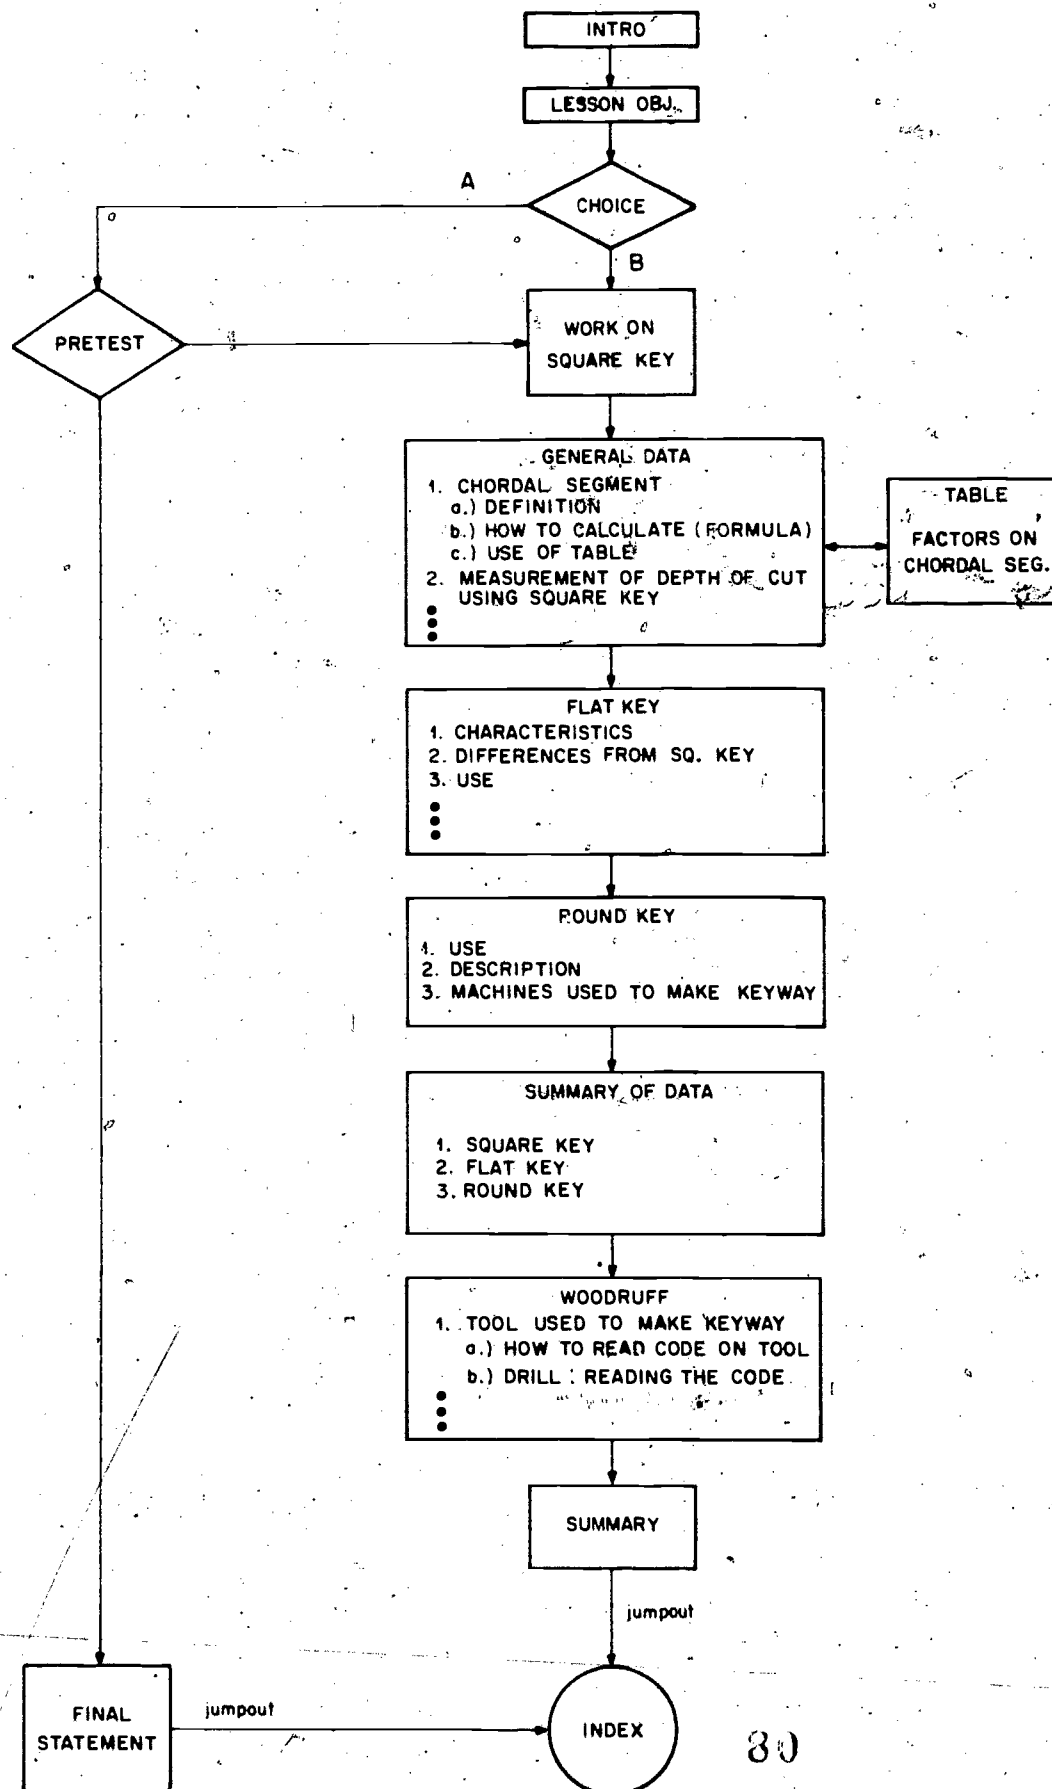 INTRO
LESSON OBJ.
A
CHOICE
B
PRETEST
WORK ON
SQUARE KEY
GENERAL DATA
1. CHORDAL SEGMENT
a.) DEFINITION
b.) HOW TO CALCULATE (FORMULA)
c.) USE OF TABLE
2. MEASUREMENT OF DEPTH OF CUT
USING SQUARE KEY
TABLE
FACTORS ON
CHORDAL SEG.
FLAT KEY
1. CHARACTERISTICS
2. DIFFERENCES FROM SQ. KEY
3. USE
ROUND KEY
1. USE
2. DESCRIPTION
3. MACHINES USED TO MAKE KEYWAY
SUMMARY OF DATA
1. SQUARE KEY
2. FLAT KEY
3. ROUND KEY
WOODRUFF
1. TOOL USED TO MAKE KEYWAY
a.) HOW TO READ CODE ON TOOL
b.) DRILL : READING THE CODE
SUMMARY
jumpout
FINAL
STATEMENT
jumpout
INDEX
80